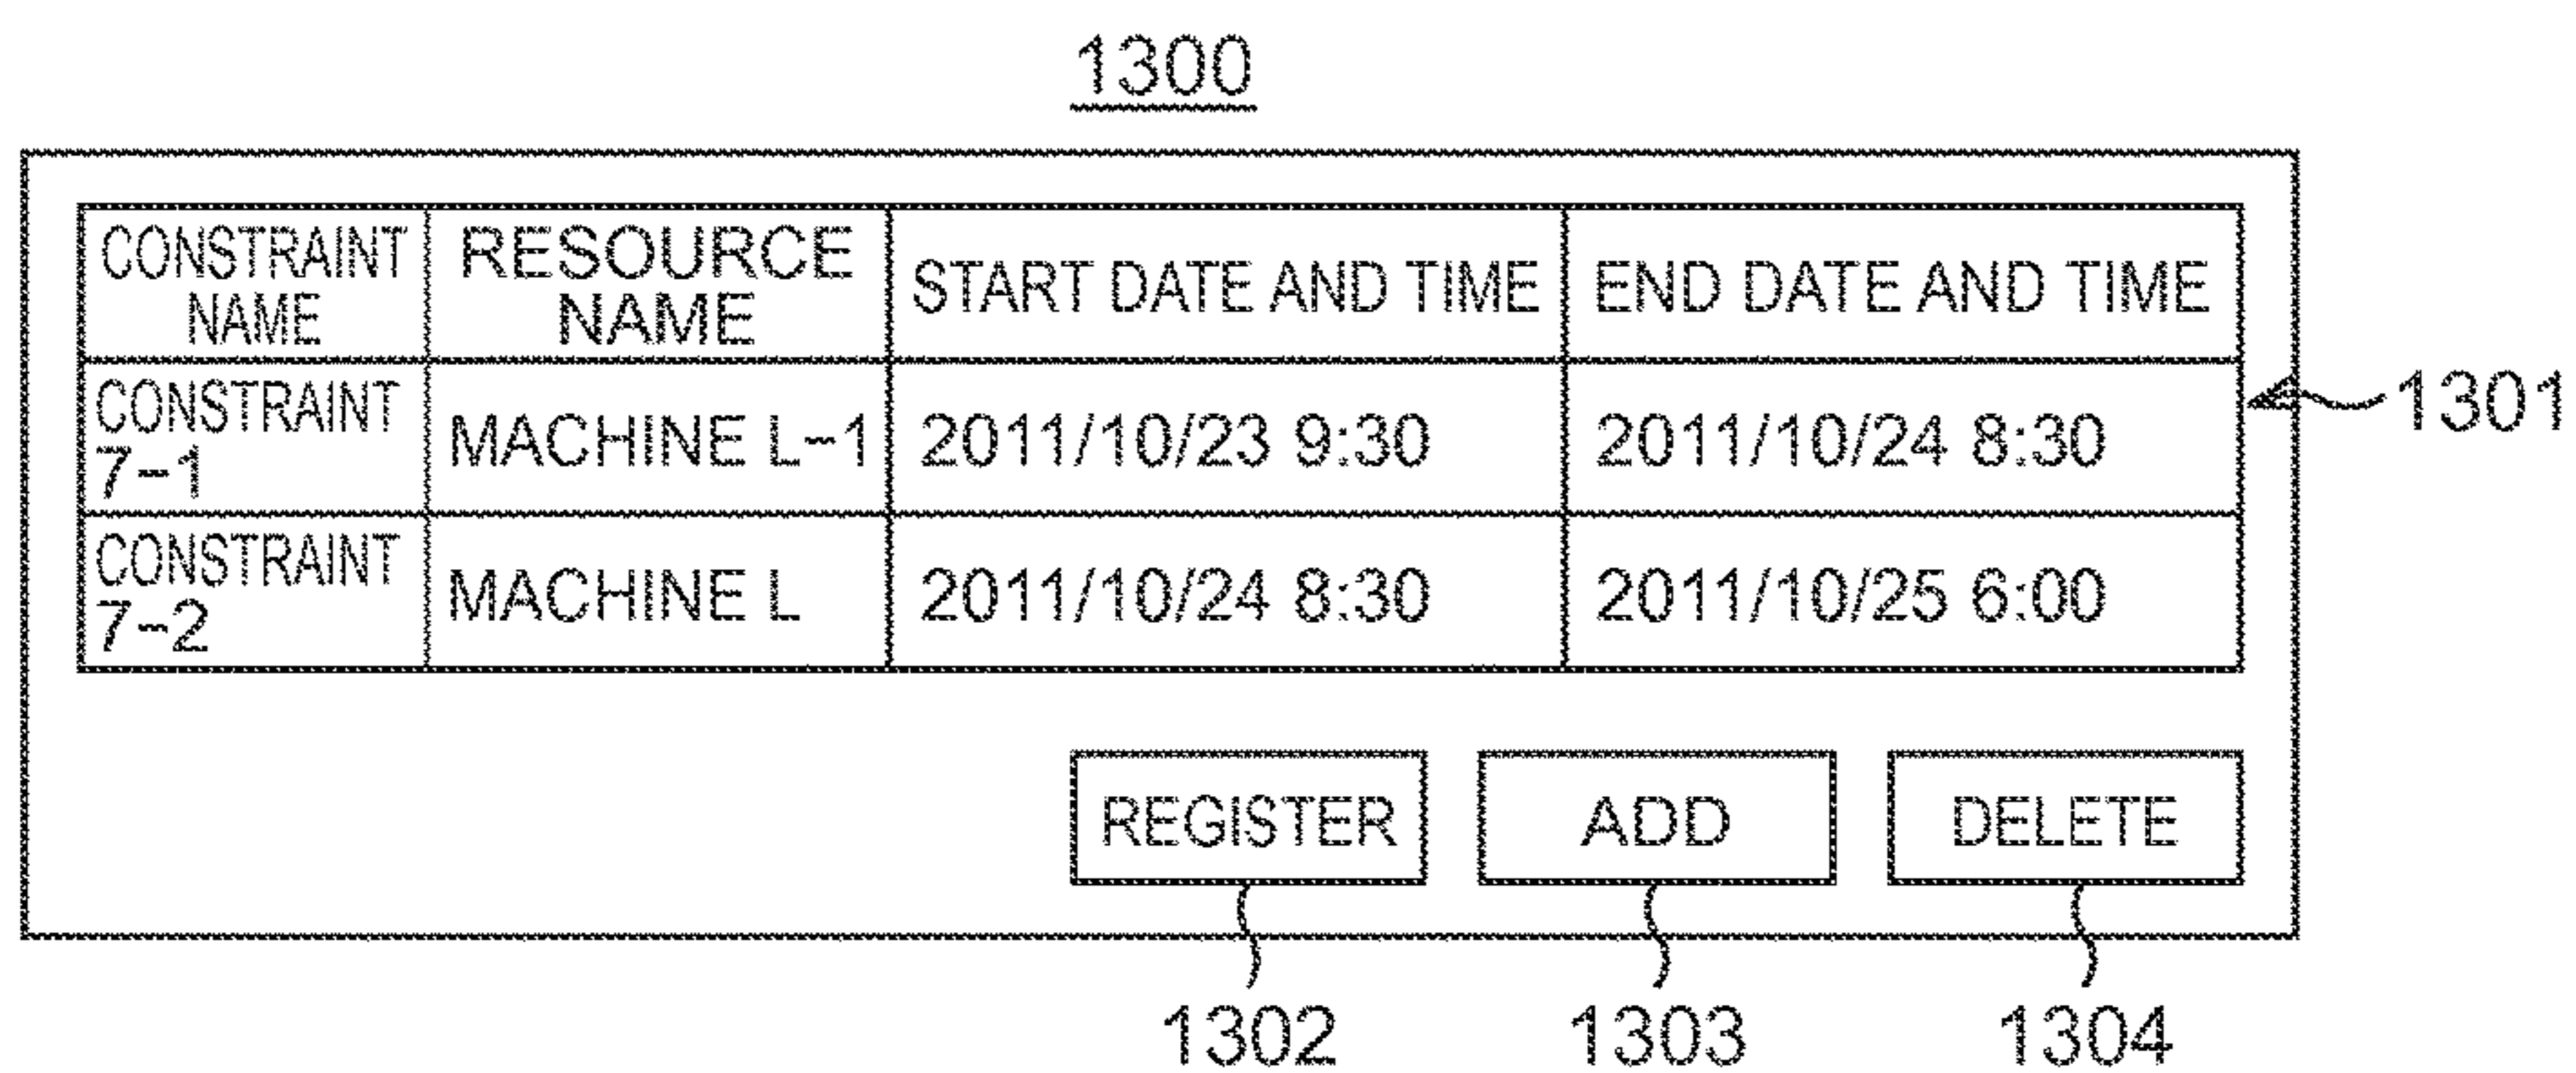 1300
CONSTRAINT NAME RESOURCE NAME START DATE AND TIME END DATE AND TIME
CONSTRAINT 7-1 MACHINE L-1 2011/10/23 9:30 2011/10/24 8:30
1301
CONSTRAINT 7-2 MACHINE L 2011/10/24 8:30 2011/10/25 6:00
REGISTER ADD DELETE
1302 1303 1304